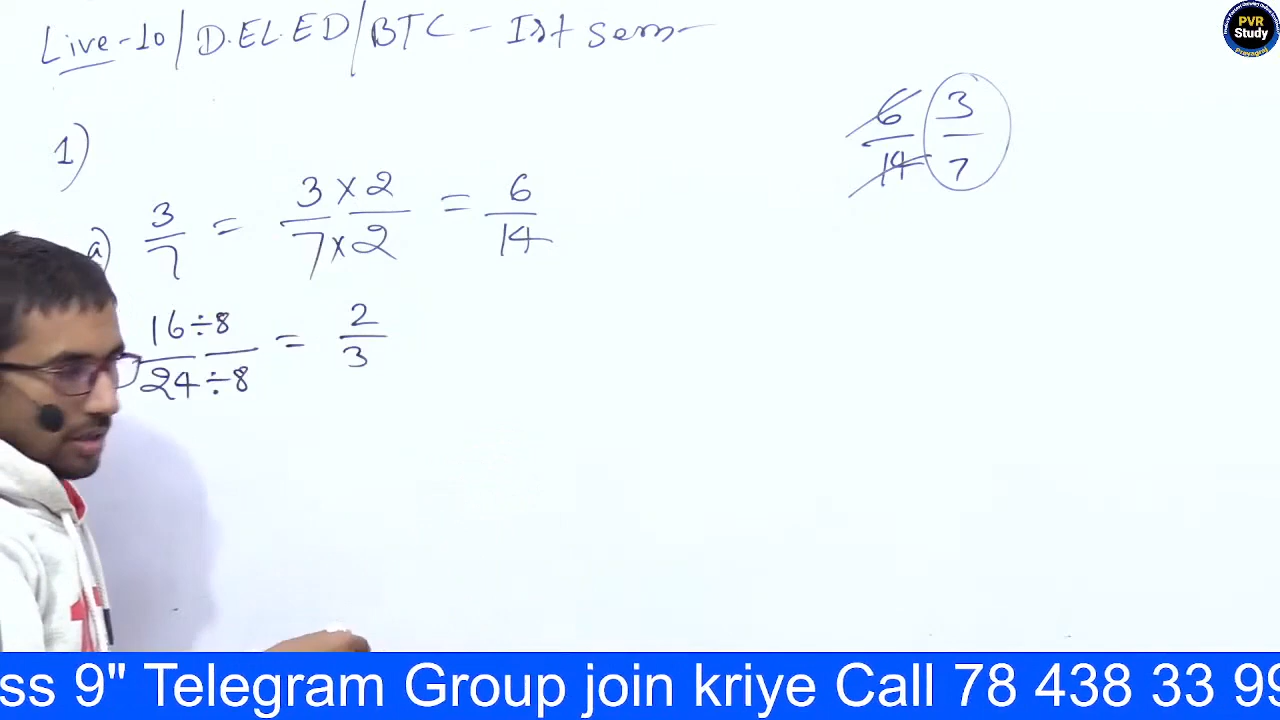 Live-10/D.EL.ED/BTC - Ist Sem
PVR
Study
Prayagraj
6/14 3/7
1)
a) 3/7 = 3×2/7×2 = 6/14
16÷8/24÷8 = 2/3
ss 9" Telegram Group join kriye Call 78 438 33 99